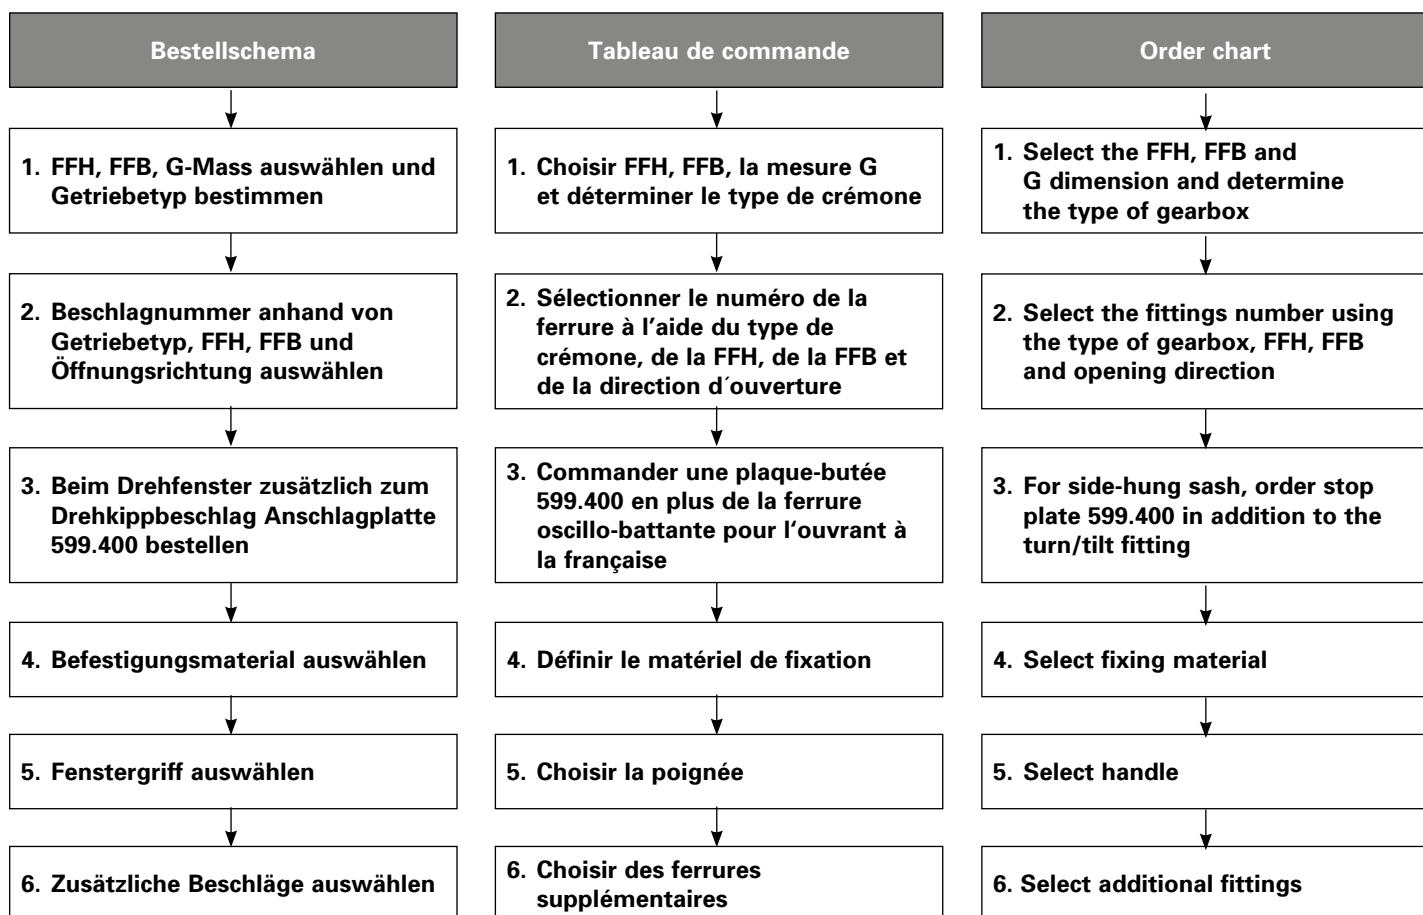 Bestellschema
1. FFH, FFB, G-Mass auswählen und
Getriebetyp bestimmen
2. Beschlagnummer anhand von
Getriebetyp, FFH, FFB und
Öffnungsrichtung auswählen
3. Beim Drehfenster zusätzlich zum
Drehkippbeschlag Anschlagplatte
599.400 bestellen
4. Befestigungsmaterial auswählen
5. Fenstergriff auswählen
6. Zusätzliche Beschläge auswählen
Tableau de commande
1. Choisir FFH, FFB, la mesure G
et déterminer le type de crémone
2. Sélectionner le numéro de la
ferrure à l'aide du type de
crémone, de la FFH, de la FFB et
de la direction d´ouverture
3. Commander une plaque-butée
599.400 en plus de la ferrure
oscillo-battante pour l‘ouvrant à
la française
4. Définir le matériel de fixation
5. Choisir la poignée
6. Choisir des ferrures
supplémentaires
Order chart
1. Select the FFH, FFB and
G dimension and determine
the type of gearbox
2. Select the fittings number using
the type of gearbox, FFH, FFB
and opening direction
3. For side-hung sash, order stop
plate 599.400 in addition to the
turn/tilt fitting
4. Select fixing material
5. Select handle
6. Select additional fittings